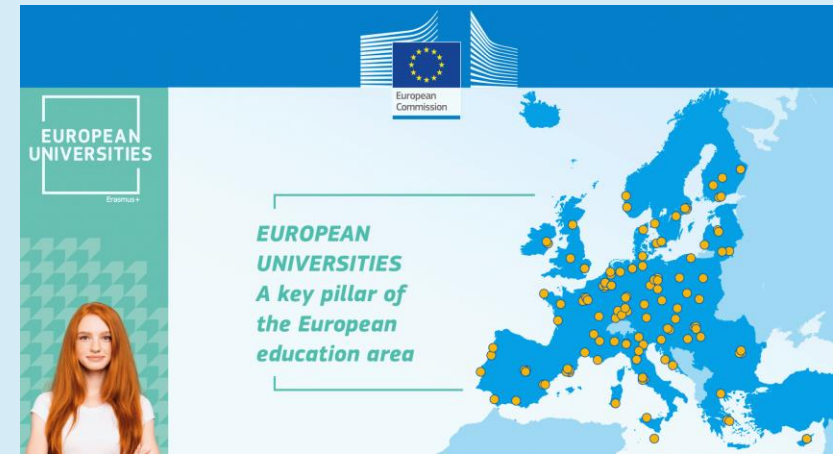 European
Commission
EUROPEAN
UNIVERSITIES
Erasmus+
EUROPEAN
UNIVERSITIES
A key pillar of
the European
education area